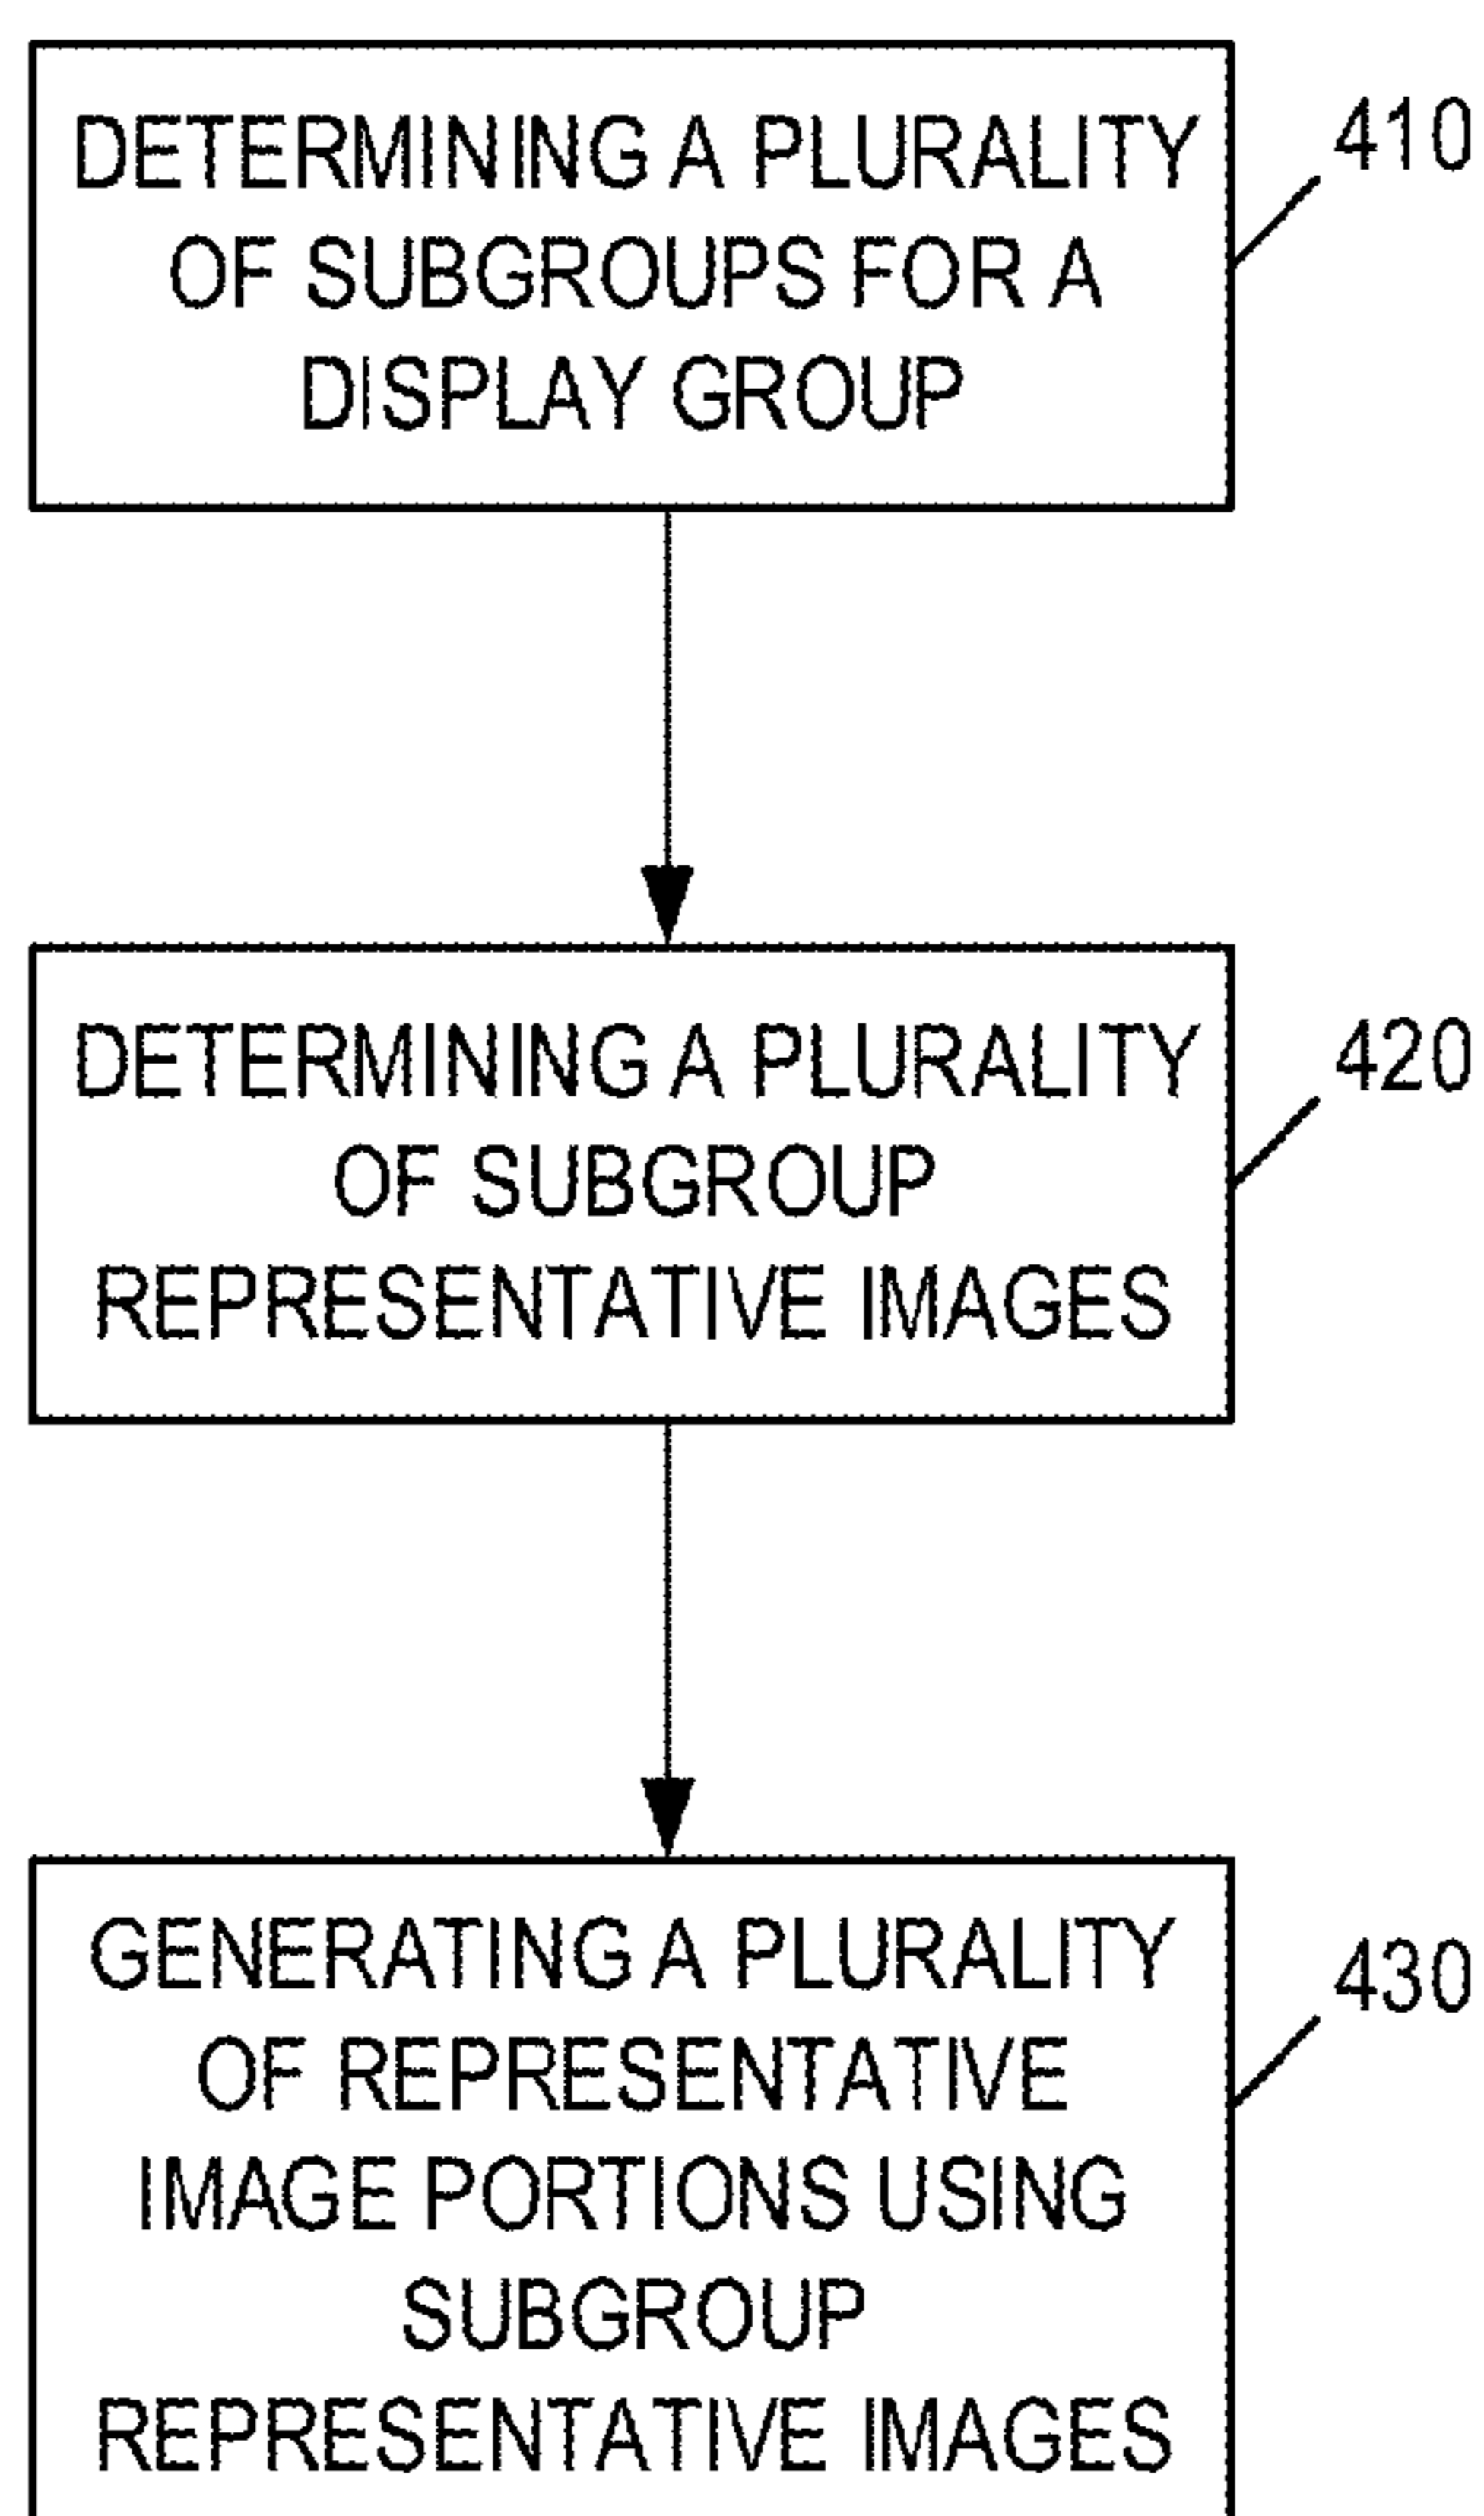 DETERMINING A PLURALITY
OF SUBGROUPS FOR A
DISPLAY GROUP
410
DETERMINING A PLURALITY
OF SUBGROUP
REPRESENTATIVE IMAGES
420
GENERATING A PLURALITY
OF REPRESENTATIVE
IMAGE PORTIONS USING
SUBGROUP
REPRESENTATIVE IMAGES
430